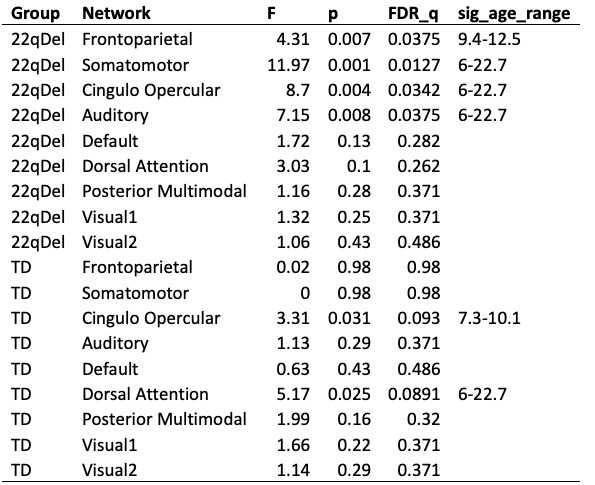 Group Network F p FDR_q sig_age_range
22qDel Frontoparietal 4.31 0.007 0.0375 9.4-12.5
22qDel Somatomotor 11.97 0.001 0.0127 6-22.7
22qDel Cingulo Opercular 8.7 0.004 0.0342 6-22.7
22qDel Auditory 7.15 0.008 0.0375 6-22.7
22qDel Default 1.72 0.13 0.282
22qDel Dorsal Attention 3.03 0.1 0.262
22qDel Posterior Multimodal 1.16 0.28 0.371
22qDel Visual1 1.32 0.25 0.371
22qDel Visual2 1.06 0.43 0.486
TD Frontoparietal 0.02 0.98 0.98
TD Somatomotor 0 0.98 0.98
TD Cingulo Opercular 3.31 0.031 0.093 7.3-10.1
TD Auditory 1.13 0.29 0.371
TD Default 0.63 0.43 0.486
TD Dorsal Attention 5.17 0.025 0.0891 6-22.7
TD Posterior Multimodal 1.99 0.16 0.32
TD Visual1 1.66 0.22 0.371
TD Visual2 1.14 0.29 0.371